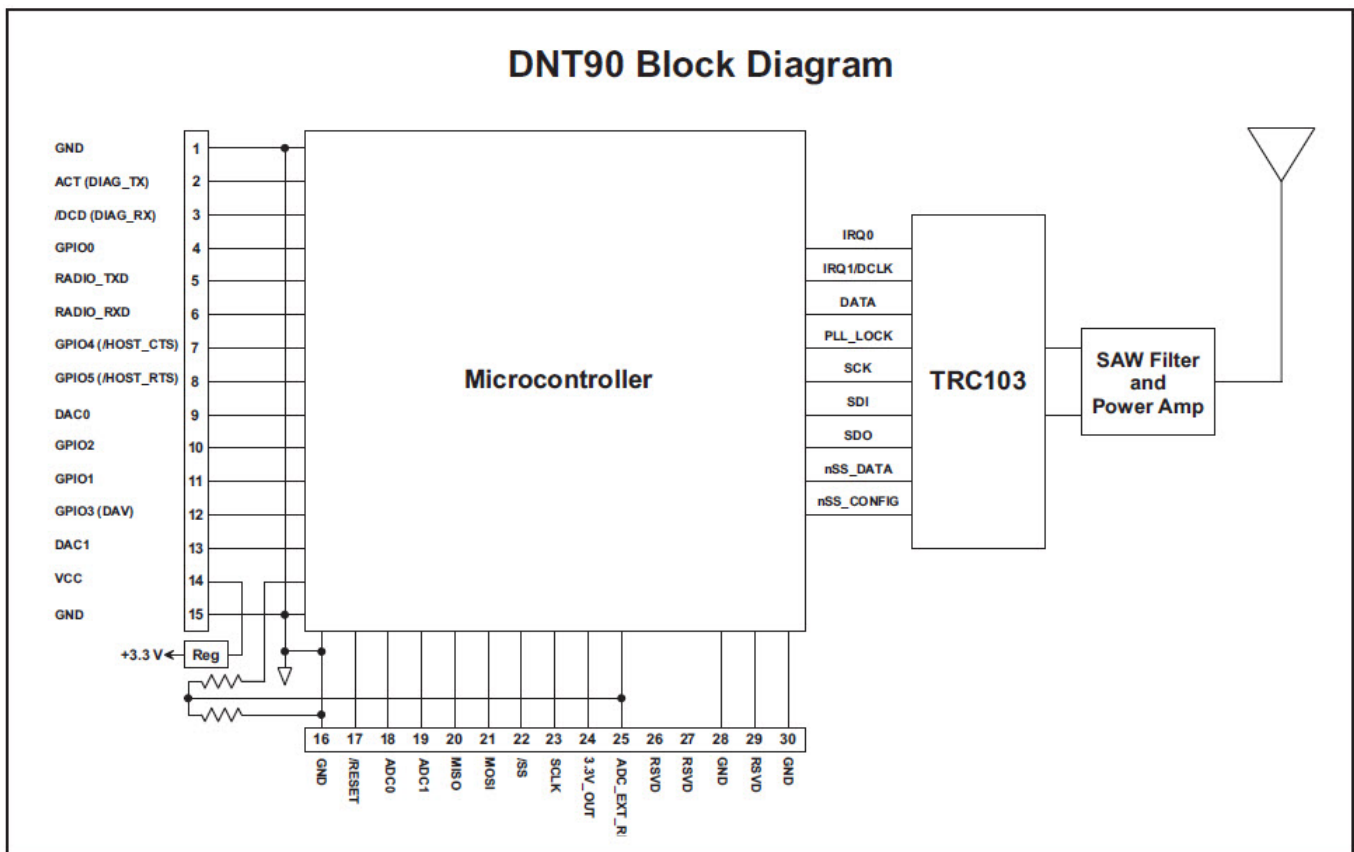 DNT90 Block Diagram
GND 1
ACT (DIAG_TX) 2
/DCD (DIAG_RX) 3
GPIO0 4
RADIO_TXD 5
RADIO_RXD 6
GPIO4 (/HOST_CTS) 7
GPIO5 (/HOST_RTS) 8
DAC0 9
GPIO2 10
GPIO1 11
GPIO3 (DAV) 12
DAC1 13
VCC 14
GND 15
+3.3 V Reg
Microcontroller
IRQ0
IRQ1/DCLK
DATA
PLL_LOCK
SCK
SDI
SDO
nSS_DATA
nSS_CONFIG
TRC103
SAW Filter
and
Power Amp
16 17 18 19 20 21 22 23 24 25 26 27 28 29 30
GND
/RESET
ADC0
ADC1
MISO
MOSI
/SS
SCLK
3.3V_OUT
ADC_EXT_R
RSVD
RSVD
GND
RSVD
GND